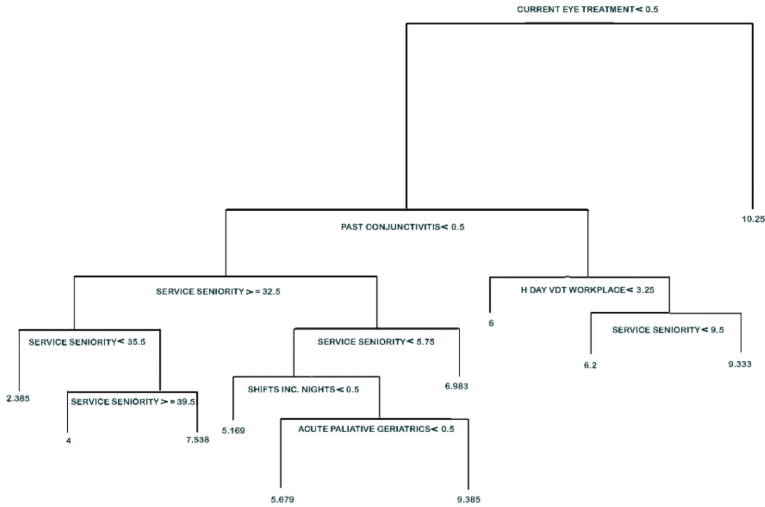 CURRENT EYE TREATMENT< 0.5
10.25
PAST CONJUNCTIVITIS< 0.5
SERVICE SENIORITY> = 32.5
H DAY VDT WORKPLACE< 3.25
6
SERVICE SENIORITY< 35.5
SERVICE SENIORITY< 5.75
SERVICE SENIORITY< 9.5
6.2
9.333
2.385
SERVICE SENIORITY> = 39.5
SHIFTS INC. NIGHTS< 0.5
6.983
4
7.538
5.169
ACUTE PALIATIVE GERIATRICS< 0.5
5.679
9.385